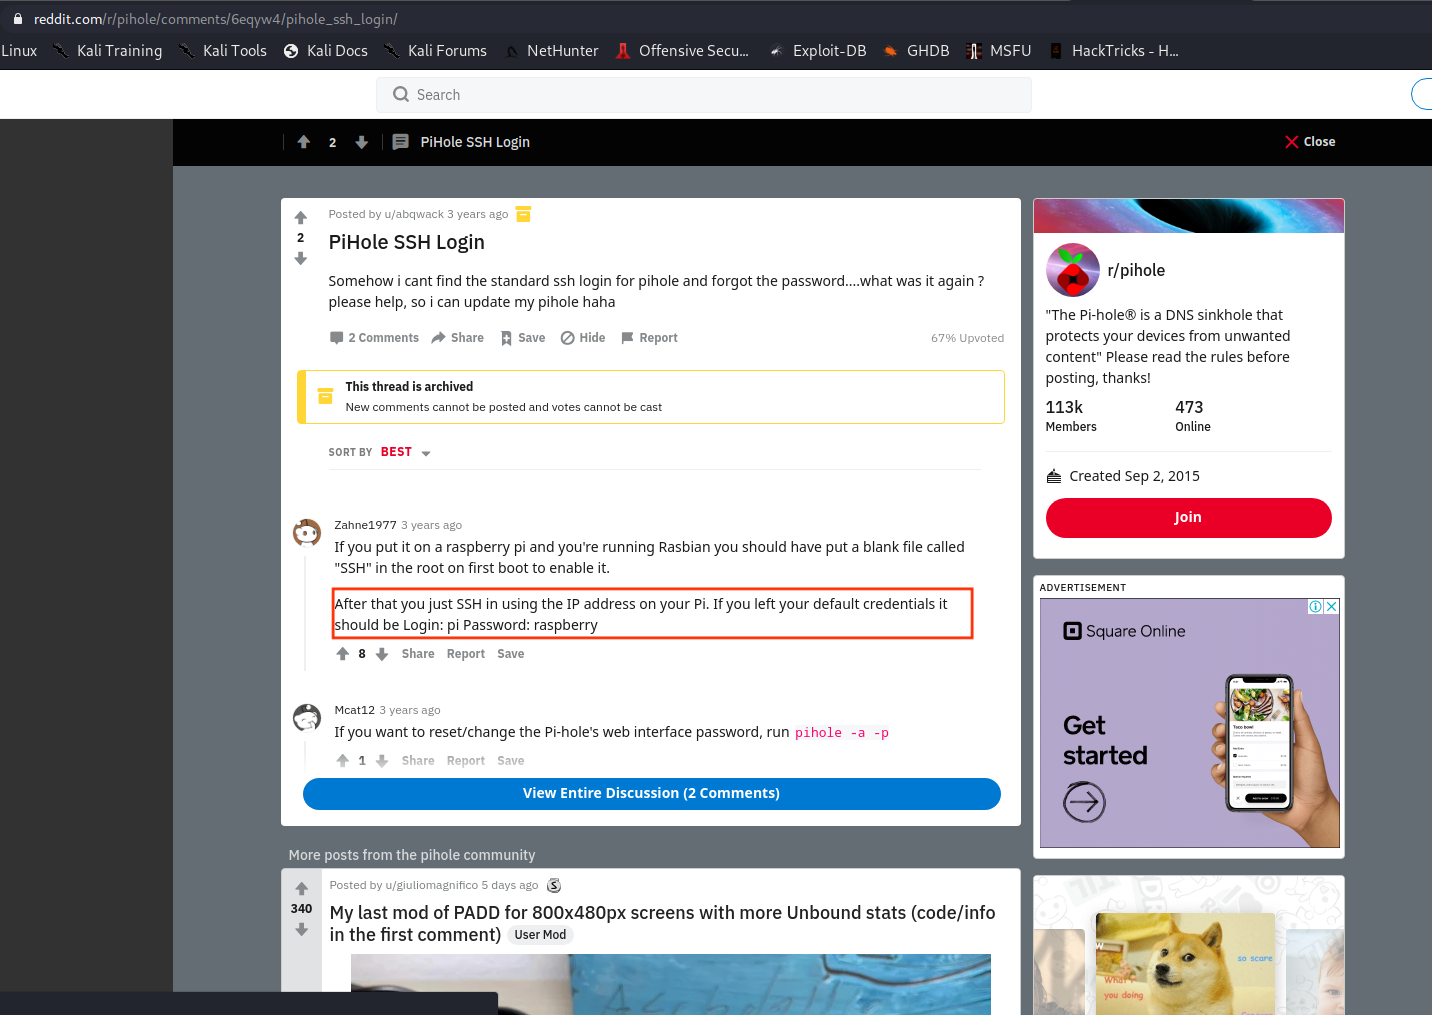 reddit.com/r/pihole/comments/6eqyw4/pihole_ssh_login/
Linux Kali Training Kali Tools Kali Docs Kali Forums NetHunter Offensive Secu... Exploit-DB GHDB MSFU HackTricks - H...
Search
2 PiHole SSH Login Close
Posted by u/abqwack 3 years ago
2
PiHole SSH Login
Somehow i cant find the standard ssh login for pihole and forgot the password....what was it again ?
please help, so i can update my pihole haha
2 Comments Share Save Hide Report 67% Upvoted
This thread is archived
New comments cannot be posted and votes cannot be cast
SORT BY BEST
Zahne1977 3 years ago
If you put it on a raspberry pi and you're running Rasbian you should have put a blank file called
"SSH" in the root on first boot to enable it.
After that you just SSH in using the IP address on your Pi. If you left your default credentials it
should be Login: pi Password: raspberry
8 Share Report Save
Mcat12 3 years ago
If you want to reset/change the Pi-hole's web interface password, run pihole -a -p
1 Share Report Save
View Entire Discussion (2 Comments)
More posts from the pihole community
Posted by u/giuliomagnifico 5 days ago
340
My last mod of PADD for 800x480px screens with more Unbound stats (code/info
in the first comment) User Mod
r/pihole
"The Pi-hole® is a DNS sinkhole that
protects your devices from unwanted
content" Please read the rules before
posting, thanks!
113k 473
Members Online
Created Sep 2, 2015
Join
ADVERTISEMENT
Square Online
Get
started
Taco bowl
so scare
What r
you doing